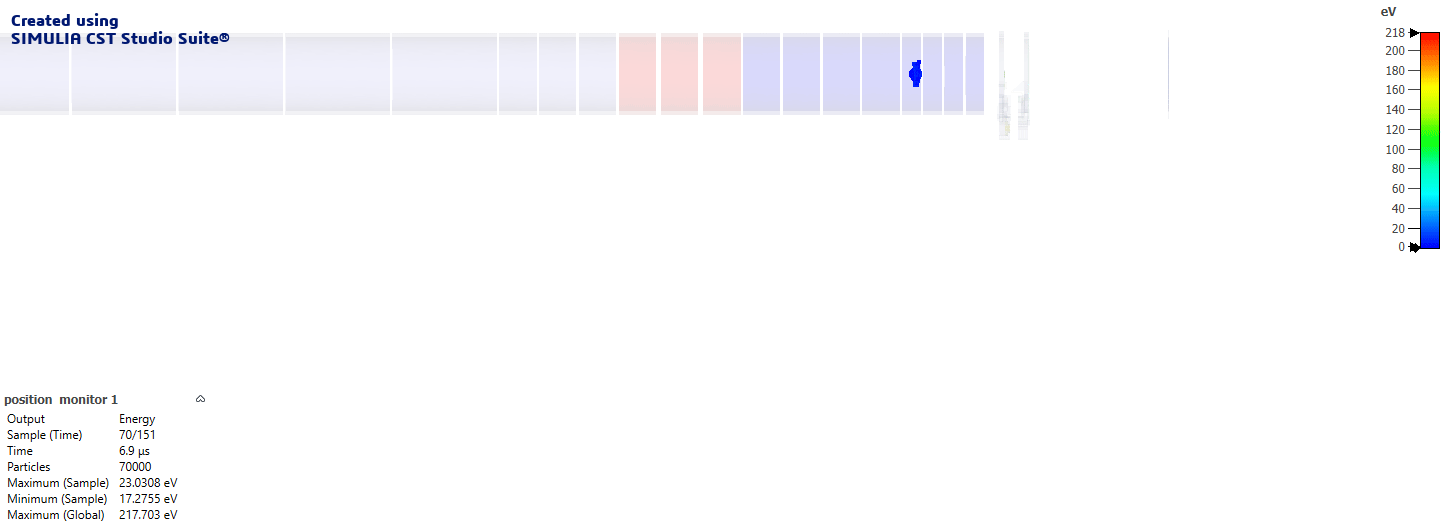 Created using
SIMULIA CST Studio Suite®
eV
218
200
180
160
140
120
100
80
60
40
20
0
position monitor 1
Output Energy
Sample (Time) 70/151
Time 6.9 µs
Particles 70000
Maximum (Sample) 23.0308 eV
Minimum (Sample) 17.2755 eV
Maximum (Global) 217.703 eV